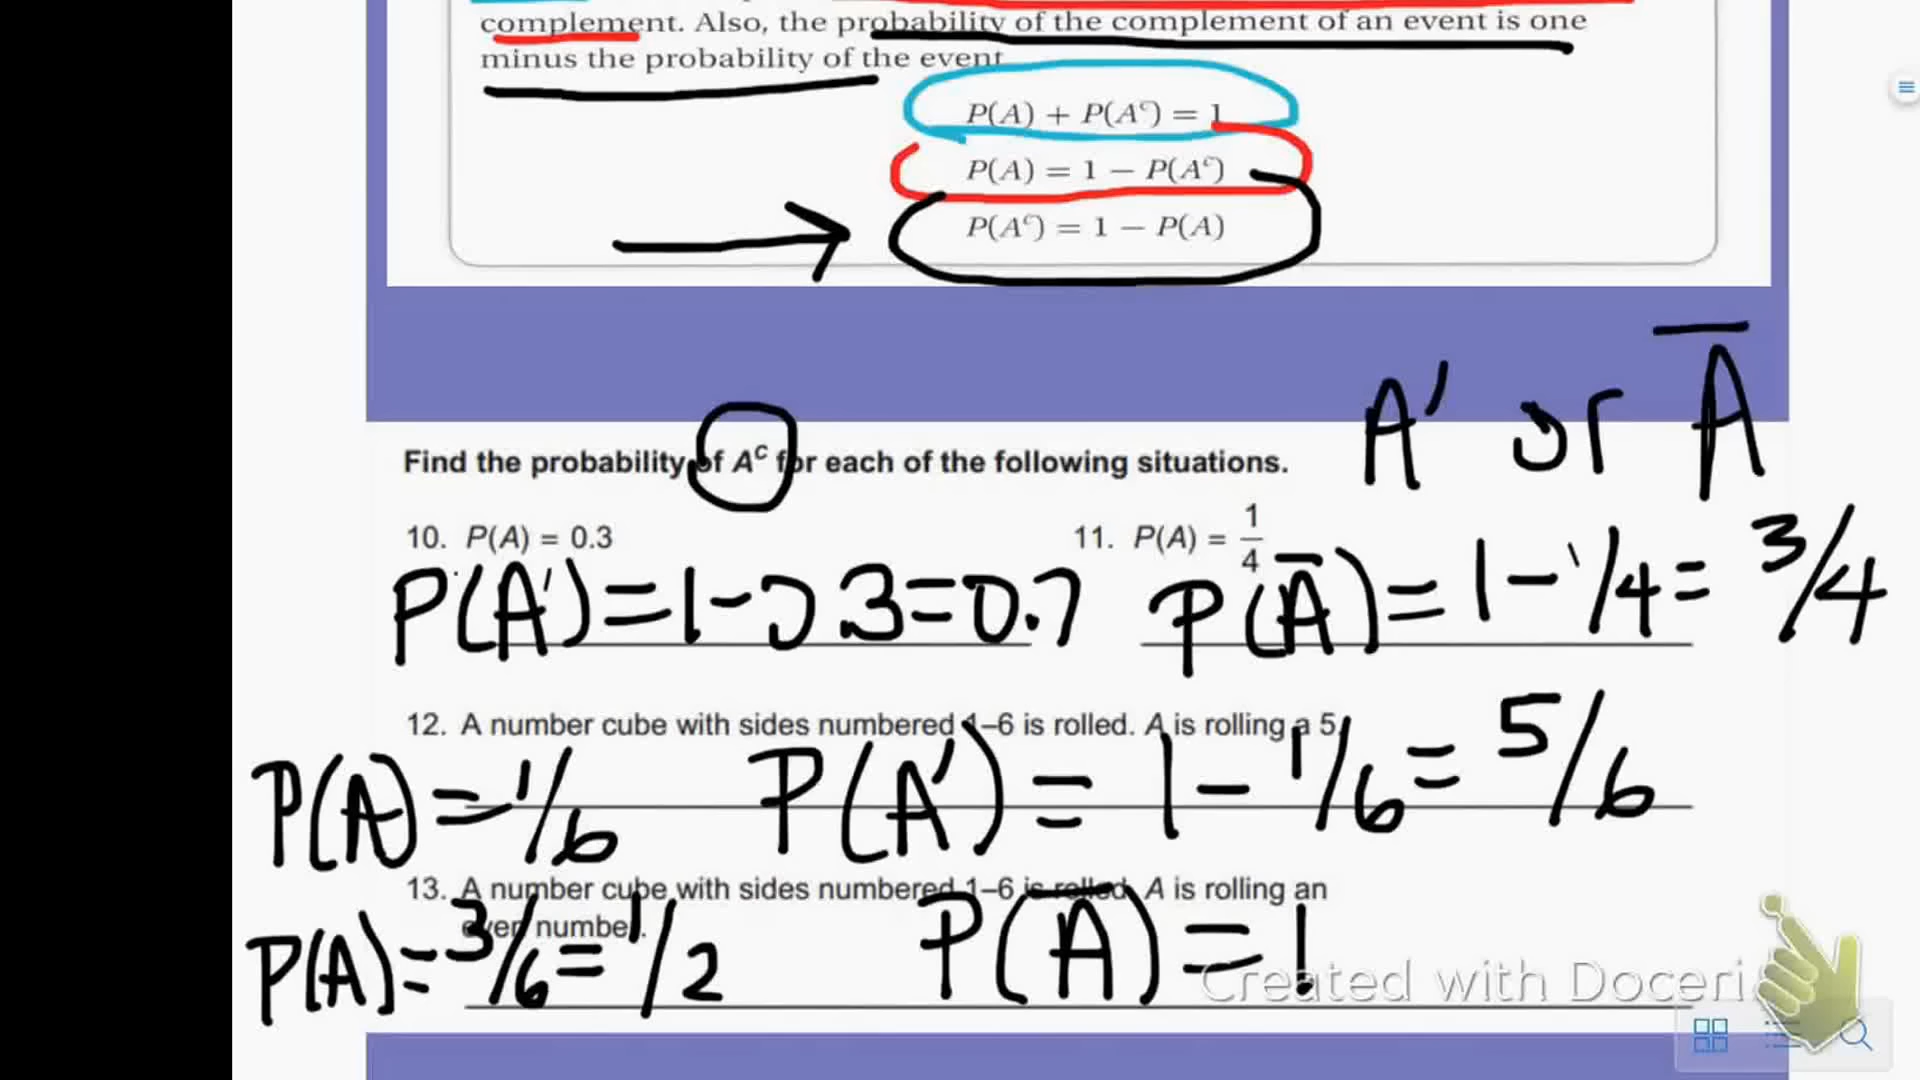 complement. Also, the probability of the complement of an event is one
minus the probability of the event
P(A) + P(Aᶜ) = 1
P(A) = 1 − P(Aᶜ)
P(Aᶜ) = 1 − P(A)
A' or A̅
Find the probability of Aᶜ for each of the following situations.
10. P(A) = 0.3
P(A') = 1 - 0.3 = 0.7
11. P(A) = 1/4
P(A̅) = 1 - 1/4 = 3/4
12. A number cube with sides numbered 1–6 is rolled. A is rolling a 5.
P(A) = 1/6 P(A') = 1 - 1/6 = 5/6
13. A number cube with sides numbered 1–6 is rolled. A is rolling an
even number.
P(A) = 3/6 = 1/2 P(A̅) = 1
Created with Doceri